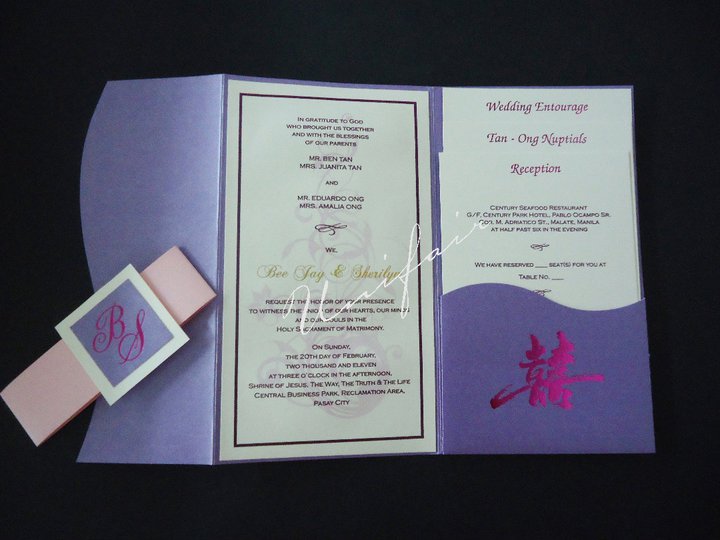 B S
IN GRATITUDE TO GOD
WHO BROUGHT US TOGETHER
AND WITH THE BLESSINGS
OF OUR PARENTS
MR. BEN TAN
MRS. JUANITA TAN
AND
MR. EDUARDO ONG
MRS. AMALIA ONG
WE,
Bee Jay & Sherilyn
REQUEST THE HONOR OF YOUR PRESENCE
TO WITNESS THE UNION OF OUR HEARTS, OUR MINDS
AND OUR SOULS IN THE
HOLY SACRAMENT OF MATRIMONY.
ON SUNDAY,
THE 20TH DAY OF FEBRUARY,
TWO THOUSAND AND ELEVEN
AT THREE O'CLOCK IN THE AFTERNOON,
SHRINE OF JESUS, THE WAY, THE TRUTH & THE LIFE
CENTRAL BUSINESS PARK, RECLAMATION AREA,
PASAY CITY
Wedding Entourage
Tan - Ong Nuptials
Reception
CENTURY SEAFOOD RESTAURANT
G/F, CENTURY PARK HOTEL, PABLO OCAMPO SR.
COR. M. ADRIATICO ST., MALATE, MANILA
AT HALF PAST SIX IN THE EVENING
WE HAVE RESERVED ___ SEAT(S) FOR YOU AT
TABLE NO. ___
囍
Unifair